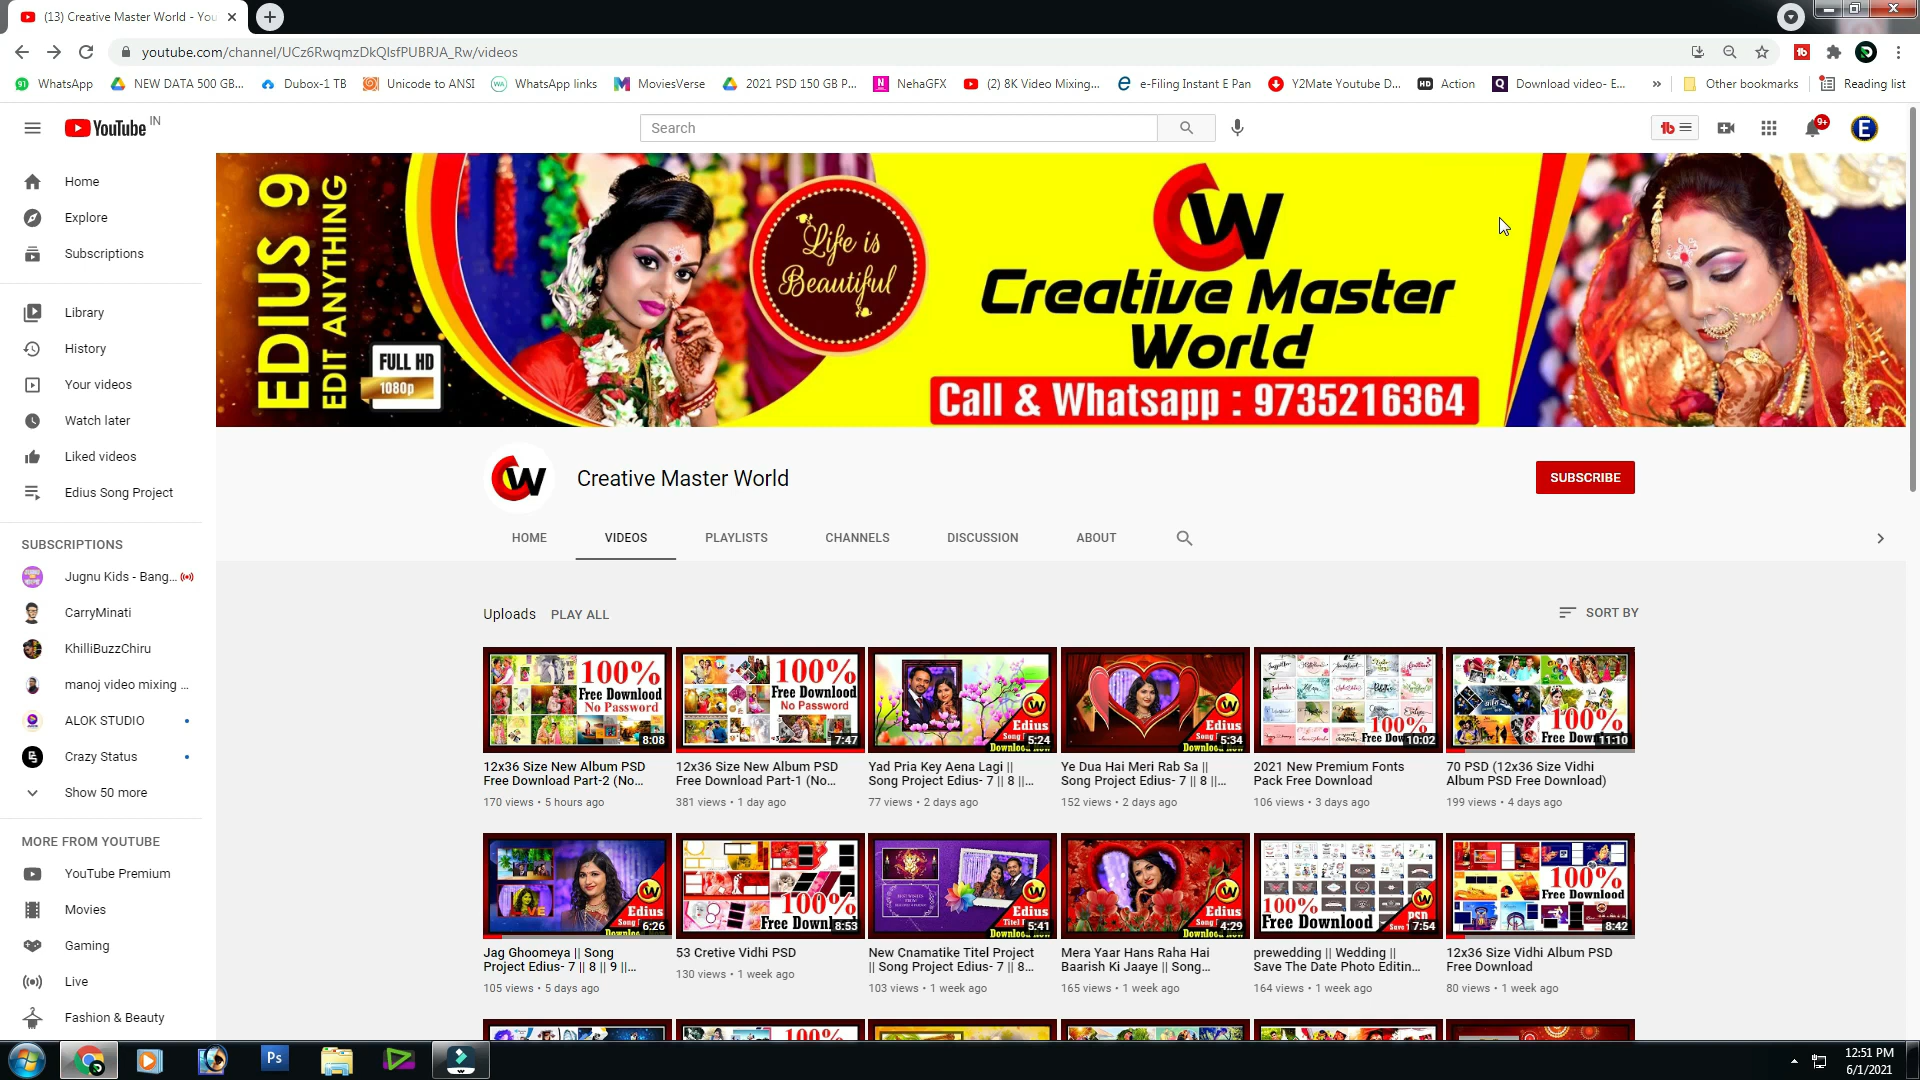 (13) Creative Master World - You
youtube.com/channel/UCz6RwqmzDkQlsfPUBRJA_Rw/videos
WhatsApp
NEW DATA 500 GB...
Dubox-1 TB
Unicode to ANSI
WhatsApp links
MoviesVerse
2021 PSD 150 GB P...
NehaGFX
(2) 8K Video Mixing...
e-Filing Instant E Pan
Y2Mate Youtube D...
Action
Download video- E...
Other bookmarks
Reading list
YouTube IN
Search
9+
E
Home
Explore
Subscriptions
Library
History
Your videos
Watch later
Liked videos
Edius Song Project
SUBSCRIPTIONS
Jugnu Kids - Bang...
CarryMinati
KhilliBuzzChiru
manoj video mixing ...
ALOK STUDIO
Crazy Status
Show 50 more
MORE FROM YOUTUBE
YouTube Premium
Movies
Gaming
Live
Fashion & Beauty
EDIUS 9
EDIT ANYTHING
FULL HD
1080p
Life is
Beautiful
CW
Creative Master
World
Call & Whatsapp : 9735216364
Creative Master World
SUBSCRIBE
HOME
VIDEOS
PLAYLISTS
CHANNELS
DISCUSSION
ABOUT
Uploads
PLAY ALL
SORT BY
100%
Free Download
No Password
8:08
12x36 Size New Album PSD
Free Download Part-2 (No...
170 views • 5 hours ago
100%
Free Download
No Password
7:47
12x36 Size New Album PSD
Free Download Part-1 (No...
381 views • 1 day ago
Edius
5:24
Yad Pria Key Aena Lagi ||
Song Project Edius- 7 || 8 ||...
77 views • 2 days ago
Edius
5:34
Ye Dua Hai Meri Rab Sa ||
Song Project Edius- 7 || 8 ||...
152 views • 2 days ago
100%
10:02
2021 New Premium Fonts
Pack Free Download
106 views • 3 days ago
100%
11:10
70 PSD (12x36 Size Vidhi
Album PSD Free Download)
199 views • 4 days ago
Edius
6:26
Jag Ghoomeya || Song
Project Edius- 7 || 8 || 9 ||...
105 views • 5 days ago
100%
8:53
53 Cretive Vidhi PSD
130 views • 1 week ago
Edius
5:41
New Cnamatike Titel Project
|| Song Project Edius- 7 || 8...
103 views • 1 week ago
Edius
4:29
Mera Yaar Hans Raha Hai
Baarish Ki Jaaye || Song...
165 views • 1 week ago
100%
Free Download
PSD
7:54
prewedding || Wedding ||
Save The Date Photo Editin...
164 views • 1 week ago
100%
Free Download
8:42
12x36 Size Vidhi Album PSD
Free Download
80 views • 1 week ago
Ps
12:51 PM
6/1/2021